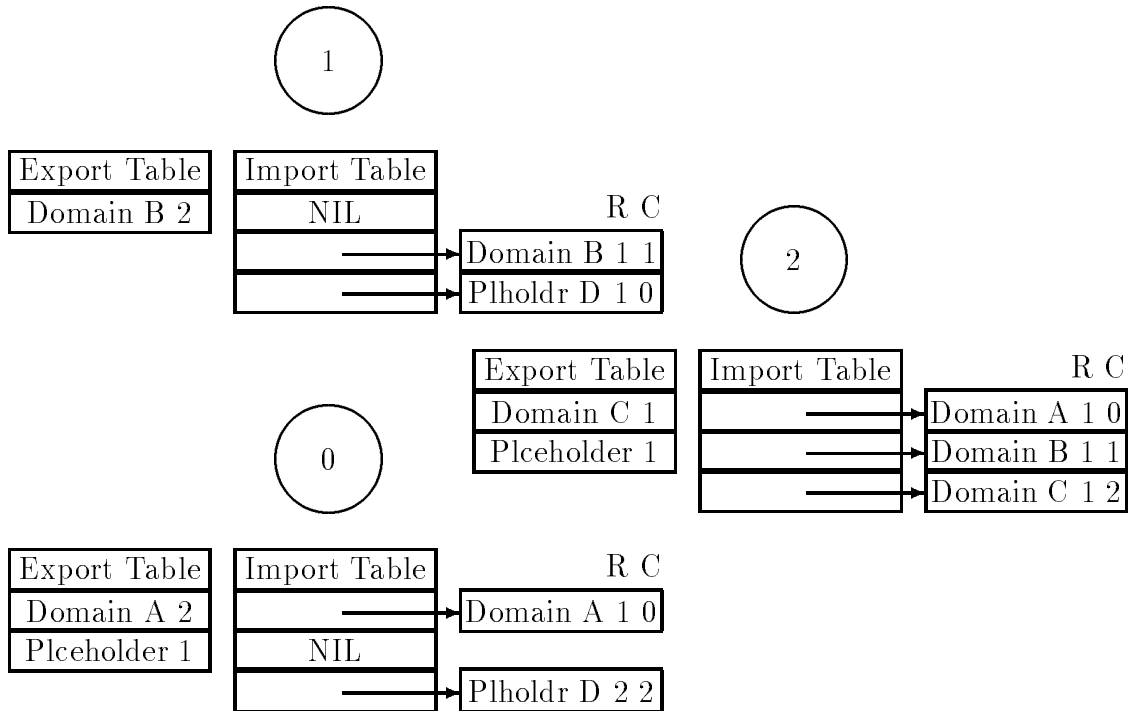 1
Export Table Import Table
Domain B 2 NIL R C
Domain B 1 1
Plholdr D 1 0
2
Export Table Import Table R C
Domain C 1 Domain A 1 0
Plceholder 1 Domain B 1 1
Domain C 1 2
0
Export Table Import Table R C
Domain A 2 Domain A 1 0
Plceholder 1 NIL
Plholdr D 2 2